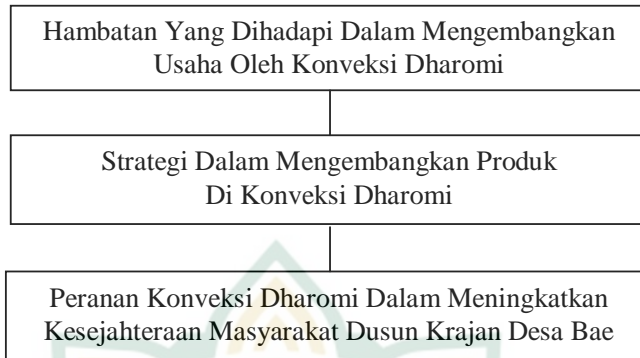 Hambatan Yang Dihadapi Dalam Mengembangkan
Usaha Oleh Konveksi Dharomi
Strategi Dalam Mengembangkan Produk
Di Konveksi Dharomi
Peranan Konveksi Dharomi Dalam Meningkatkan
Kesejahteraan Masyarakat Dusun Krajan Desa Bae